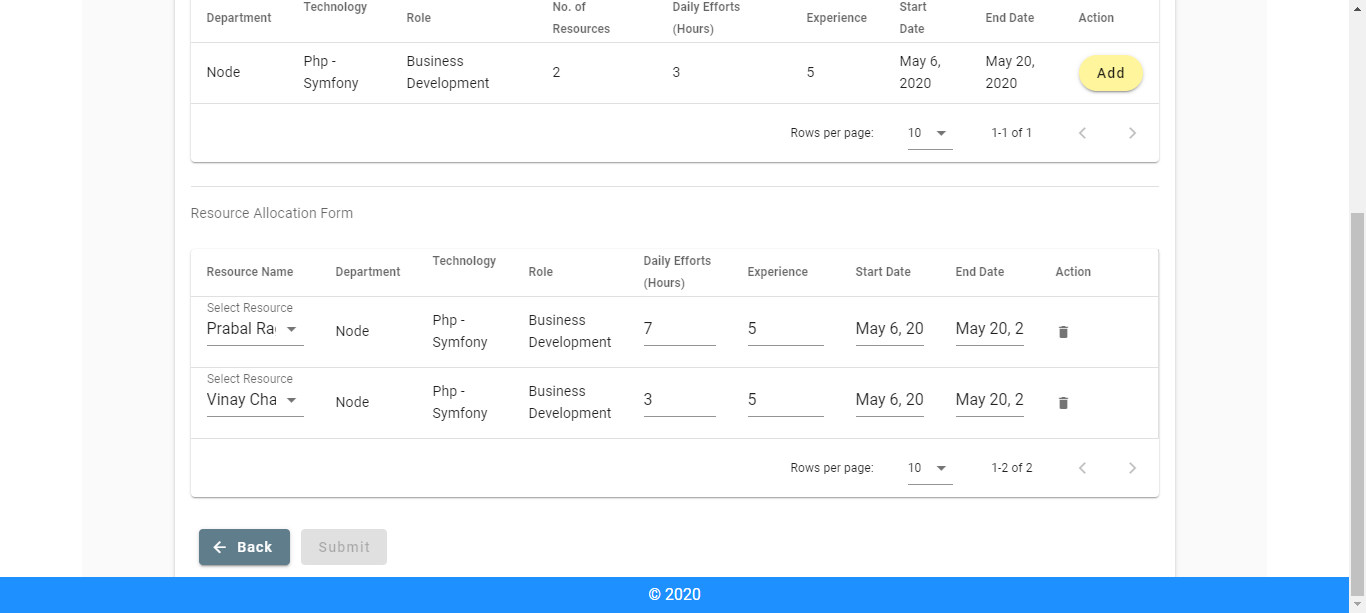 Department Technology Role No. of Resources Daily Efforts (Hours) Experience Start Date End Date Action
Node Php - Symfony Business Development 2 3 5 May 6, 2020 May 20, 2020 Add
Rows per page: 10 1-1 of 1
Resource Allocation Form
Resource Name Department Technology Role Daily Efforts (Hours) Experience Start Date End Date Action
Select Resource
Prabal Ra Node Php - Symfony Business Development 7 5 May 6, 20 May 20, 2
Select Resource
Vinay Cha Node Php - Symfony Business Development 3 5 May 6, 20 May 20, 2
Rows per page: 10 1-2 of 2
Back Submit
© 2020